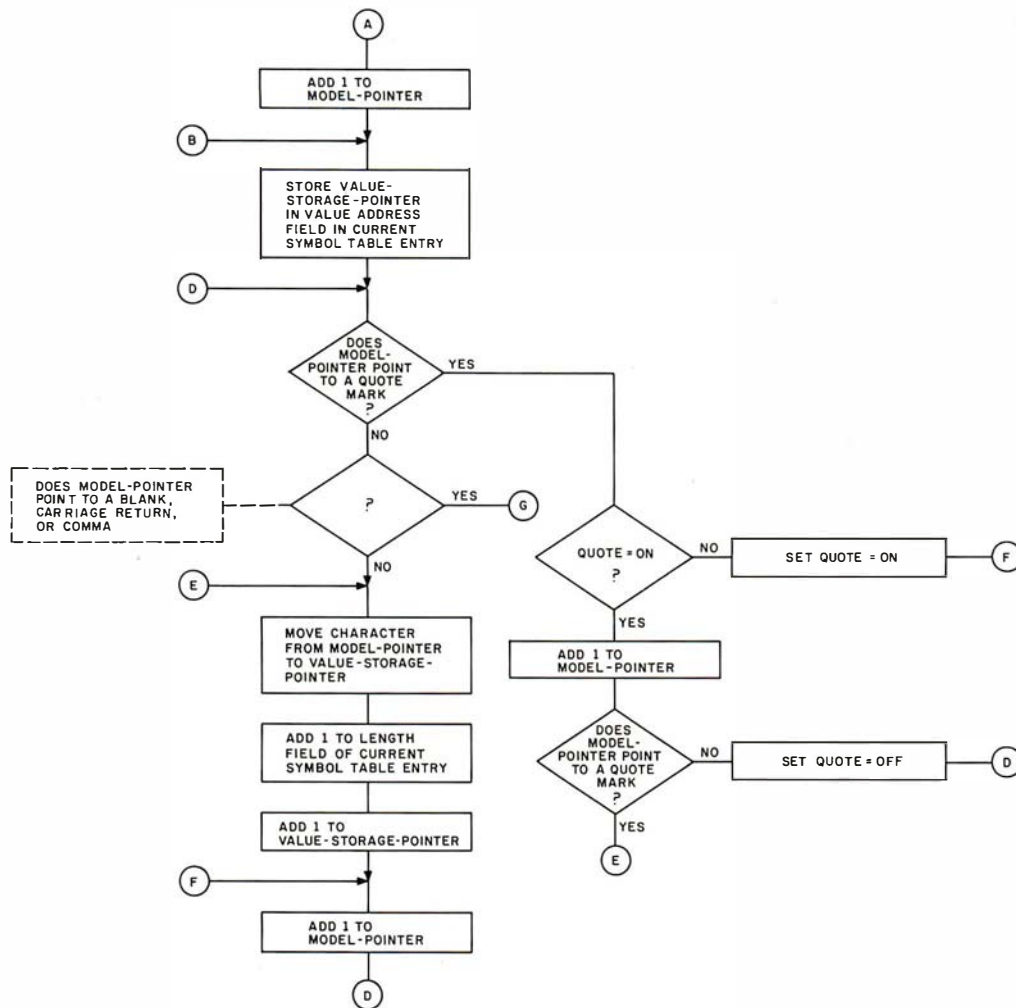 A
ADD 1 TO
MODEL-POINTER
B
STORE VALUE-
STORAGE-POINTER
IN VALUE ADDRESS
FIELD IN CURRENT
SYMBOL TABLE ENTRY
D
DOES
MODEL-
POINTER POINT
TO A QUOTE
MARK
?
YES
NO
DOES MODEL-POINTER
POINT TO A BLANK,
CARRIAGE RETURN,
OR COMMA
?
YES
G
NO
QUOTE = ON
?
NO
SET QUOTE = ON
F
YES
E
MOVE CHARACTER
FROM MODEL-POINTER
TO VALUE-STORAGE-
POINTER
ADD 1 TO
MODEL-POINTER
ADD 1 TO LENGTH
FIELD OF CURRENT
SYMBOL TABLE ENTRY
DOES
MODEL-
POINTER POINT
TO A QUOTE
MARK
?
NO
SET QUOTE = OFF
D
YES
E
ADD 1 TO
VALUE-STORAGE-POINTER
F
ADD 1 TO
MODEL-POINTER
D